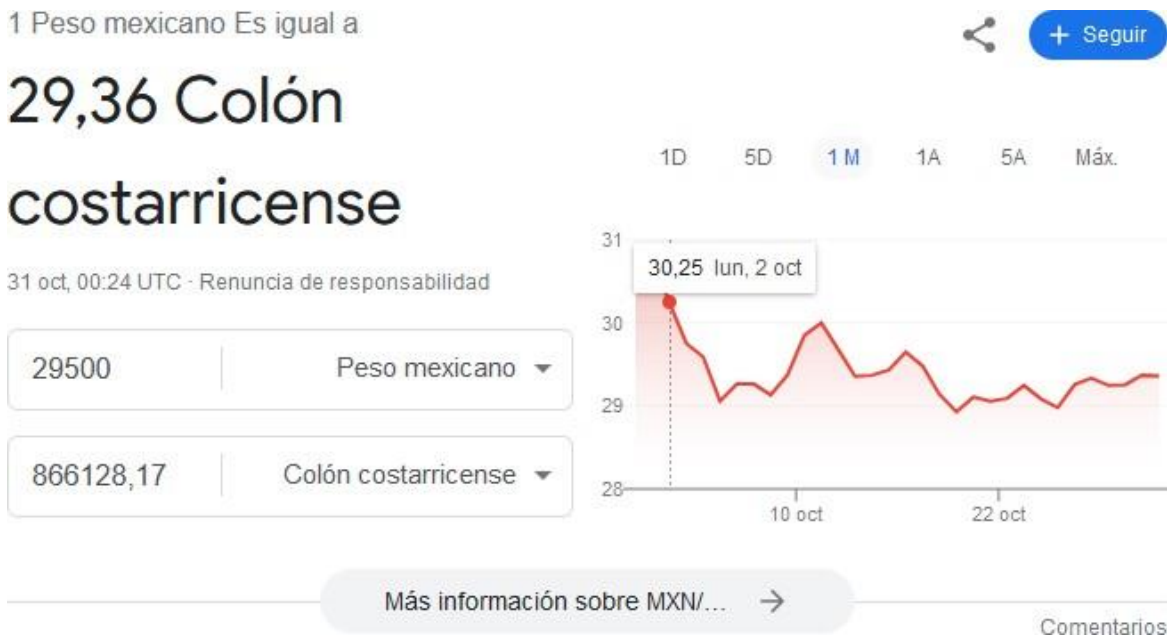 1 Peso mexicano Es igual a
+ Seguir
29,36 Colón
costarricense
31 oct, 00:24 UTC · Renuncia de responsabilidad
29500 Peso mexicano
866128,17 Colón costarricense
1D 5D 1 M 1A 5A Máx.
31
30,25 lun, 2 oct
30
29
28
10 oct 22 oct
Más información sobre MXN/...
Comentarios